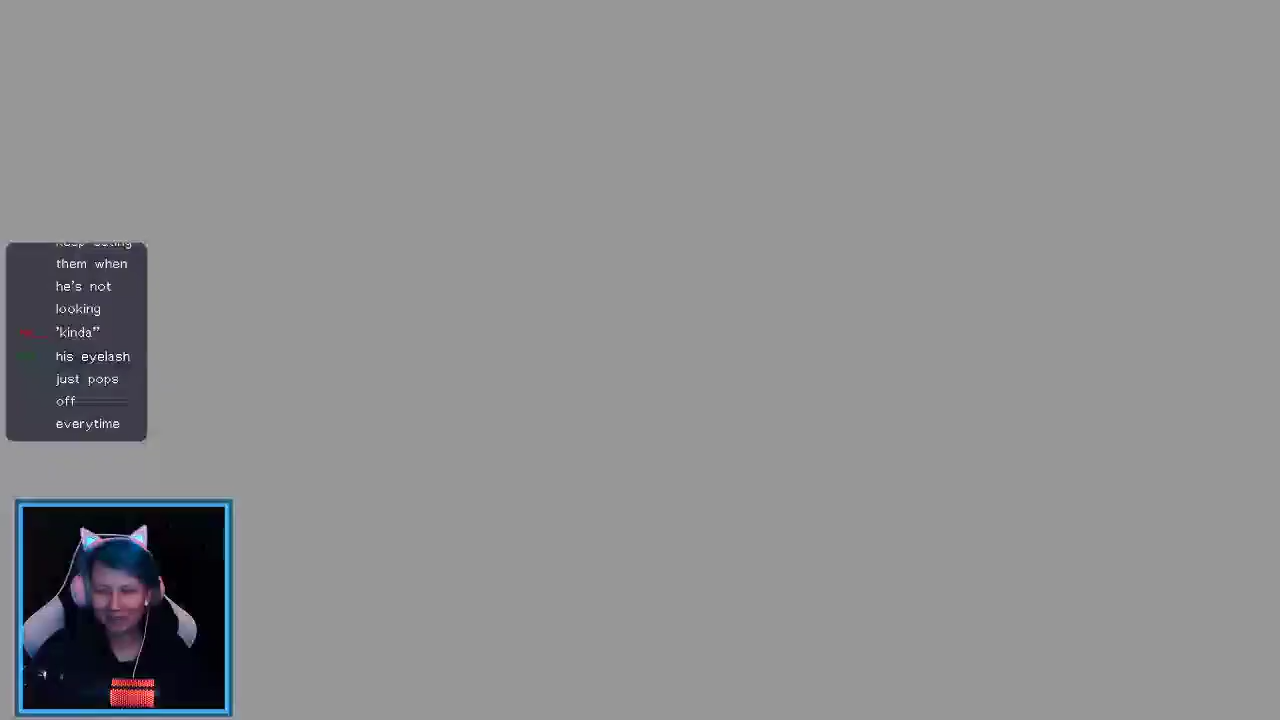 them when
he's not
looking
'kinda"
his eyelash
just pops
off
everytime